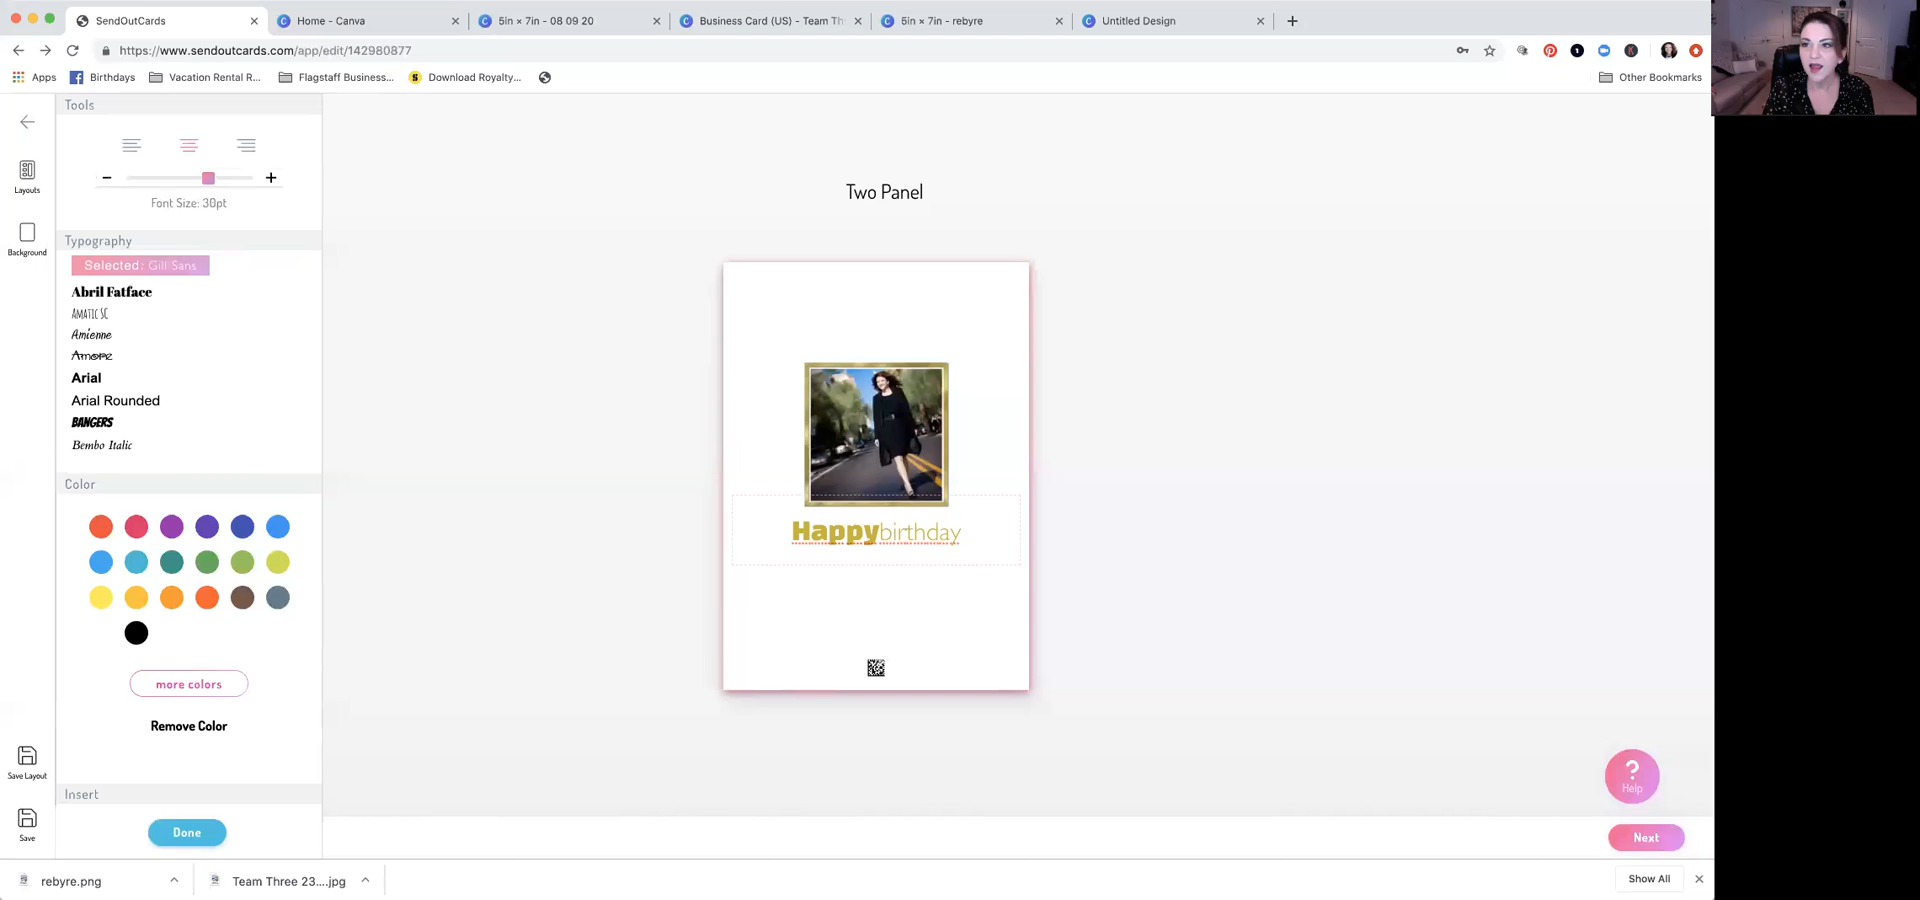 SendOutCards
Home - Canva
5in × 7in - 08 09 20
Business Card (US) - Team Th
5in × 7in - rebyre
Untitled Design
https://www.sendoutcards.com/app/edit/142980877
Apps
Birthdays
Vacation Rental R...
Flagstaff Business...
Download Royalty...
Other Bookmarks
Tools
Font Size: 30pt
Layouts
Background
Typography
Selected: Gill Sans
Abril Fatface
AMATIC SC
Amienne
Amore
Arial
Arial Rounded
BANGERS
Bembo Italic
Color
more colors
Remove Color
Insert
Done
Save Layout
Save
Two Panel
Happybirthday
?
Help
Next
rebyre.png
Team Three 23....jpg
Show All